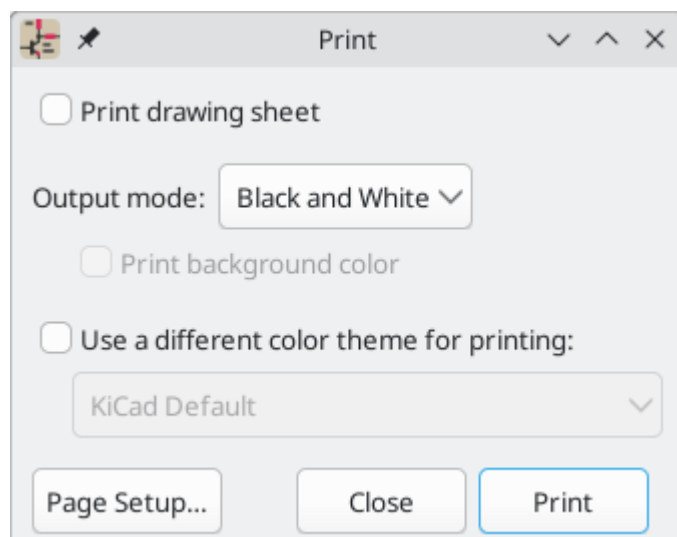 Print
Print drawing sheet
Output mode: Black and White
Print background color
Use a different color theme for printing:
KiCad Default
Page Setup... Close Print